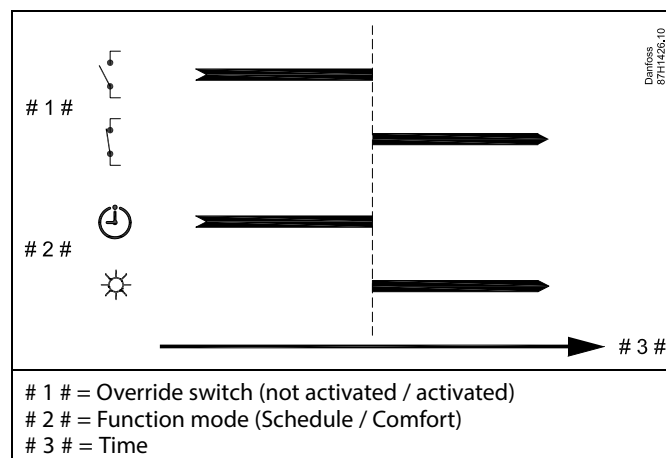 Danfoss
87H1426.10
# 1 #
# 2 #
# 3 #
# 1 # = Override switch (not activated / activated)
# 2 # = Function mode (Schedule / Comfort)
# 3 # = Time